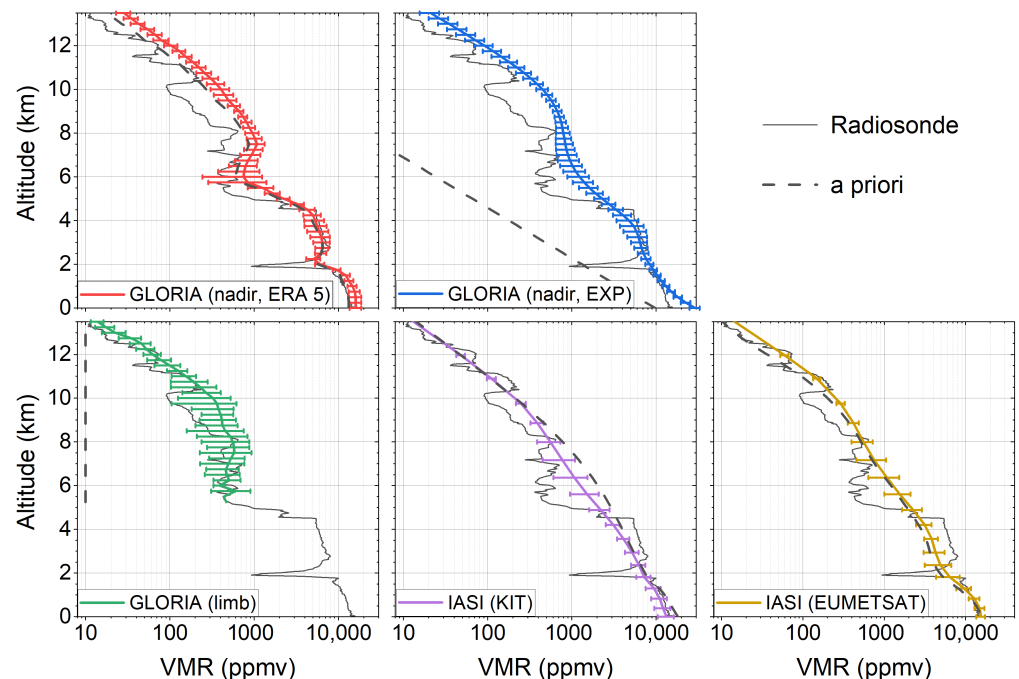 12
10
8
6
4
2
0
Altitude (km)
GLORIA (nadir, ERA 5)
GLORIA (nadir, EXP)
Radiosonde
a priori
12
10
8
6
4
2
0
Altitude (km)
GLORIA (limb)
IASI (KIT)
IASI (EUMETSAT)
10 100 1000 10,000
10 100 1000 10,000
10 100 1000 10,000
VMR (ppmv)
VMR (ppmv)
VMR (ppmv)